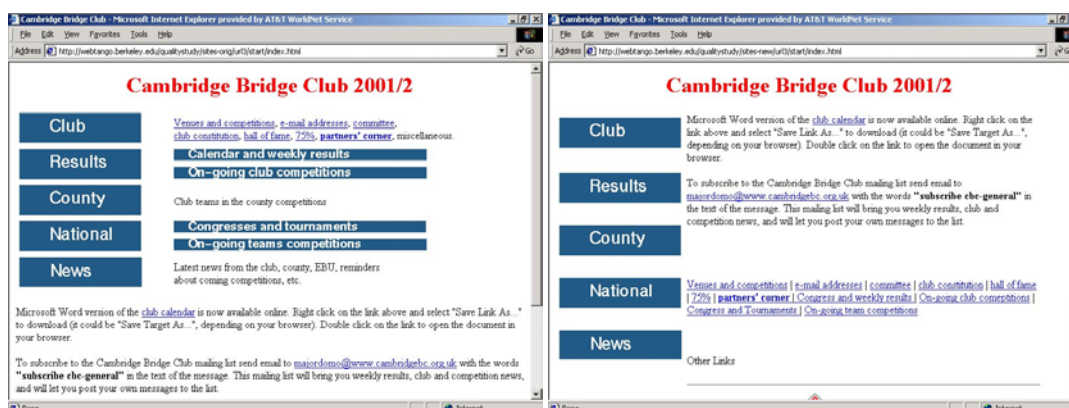 Cambridge Bridge Club - Microsoft Internet Explorer provided by AT&T WorldNet Service
File Edit View Favorites Tools Help
Address http://webtango.berkeley.edu/qualitystudy/sites-orig/url3/start/index.html Go
Cambridge Bridge Club 2001/2
Club
Venues and competitions, e-mail addresses, committee,
club constitution, hall of fame, 75%, partners' corner, miscellaneous.
Results
Calendar and weekly results
On-going club competitions
County
Club teams in the county competitions
National
Congresses and tournaments
On-going teams competitions
News
Latest news from the club, county, EBU, reminders
about coming competitions, etc.
Microsoft Word version of the club calendar is now available online. Right click on the link above and select "Save Link As..."
to download (it could be "Save Target As...", depending on your browser). Double click on the link to open the document in
your browser.
To subscribe to the Cambridge Bridge Club mailing list send email to majordomo@www.cambridgebc.org.uk with the words
"subscribe cbc-general" in the text of the message. This mailing list will bring you weekly results, club and competition news,
and will let you post your own messages to the list.
Done Internet
Cambridge Bridge Club - Microsoft Internet Explorer provided by AT&T WorldNet Service
File Edit View Favorites Tools Help
Address http://webtango.berkeley.edu/qualitystudy/sites-new/url3/start/index.html Go
Cambridge Bridge Club 2001/2
Club
Results
County
National
News
Microsoft Word version of the club calendar is now available online. Right click on the
link above and select "Save Link As..." to download (it could be "Save Target As...",
depending on your browser). Double click on the link to open the document in your
browser.
To subscribe to the Cambridge Bridge Club mailing list send email to
majordomo@www.cambridgebc.org.uk with the words "subscribe cbc-general" in
the text of the message. This mailing list will bring you weekly results, club and
competition news, and will let you post your own messages to the list.
Venues and competitions | e-mail addresses | committee | club constitution | hall of fame
| 75% | partners' corner | Congress and weekly results | On-going club competitions |
Congress and Tournaments | On-going team competitions
Other Links
Done Internet